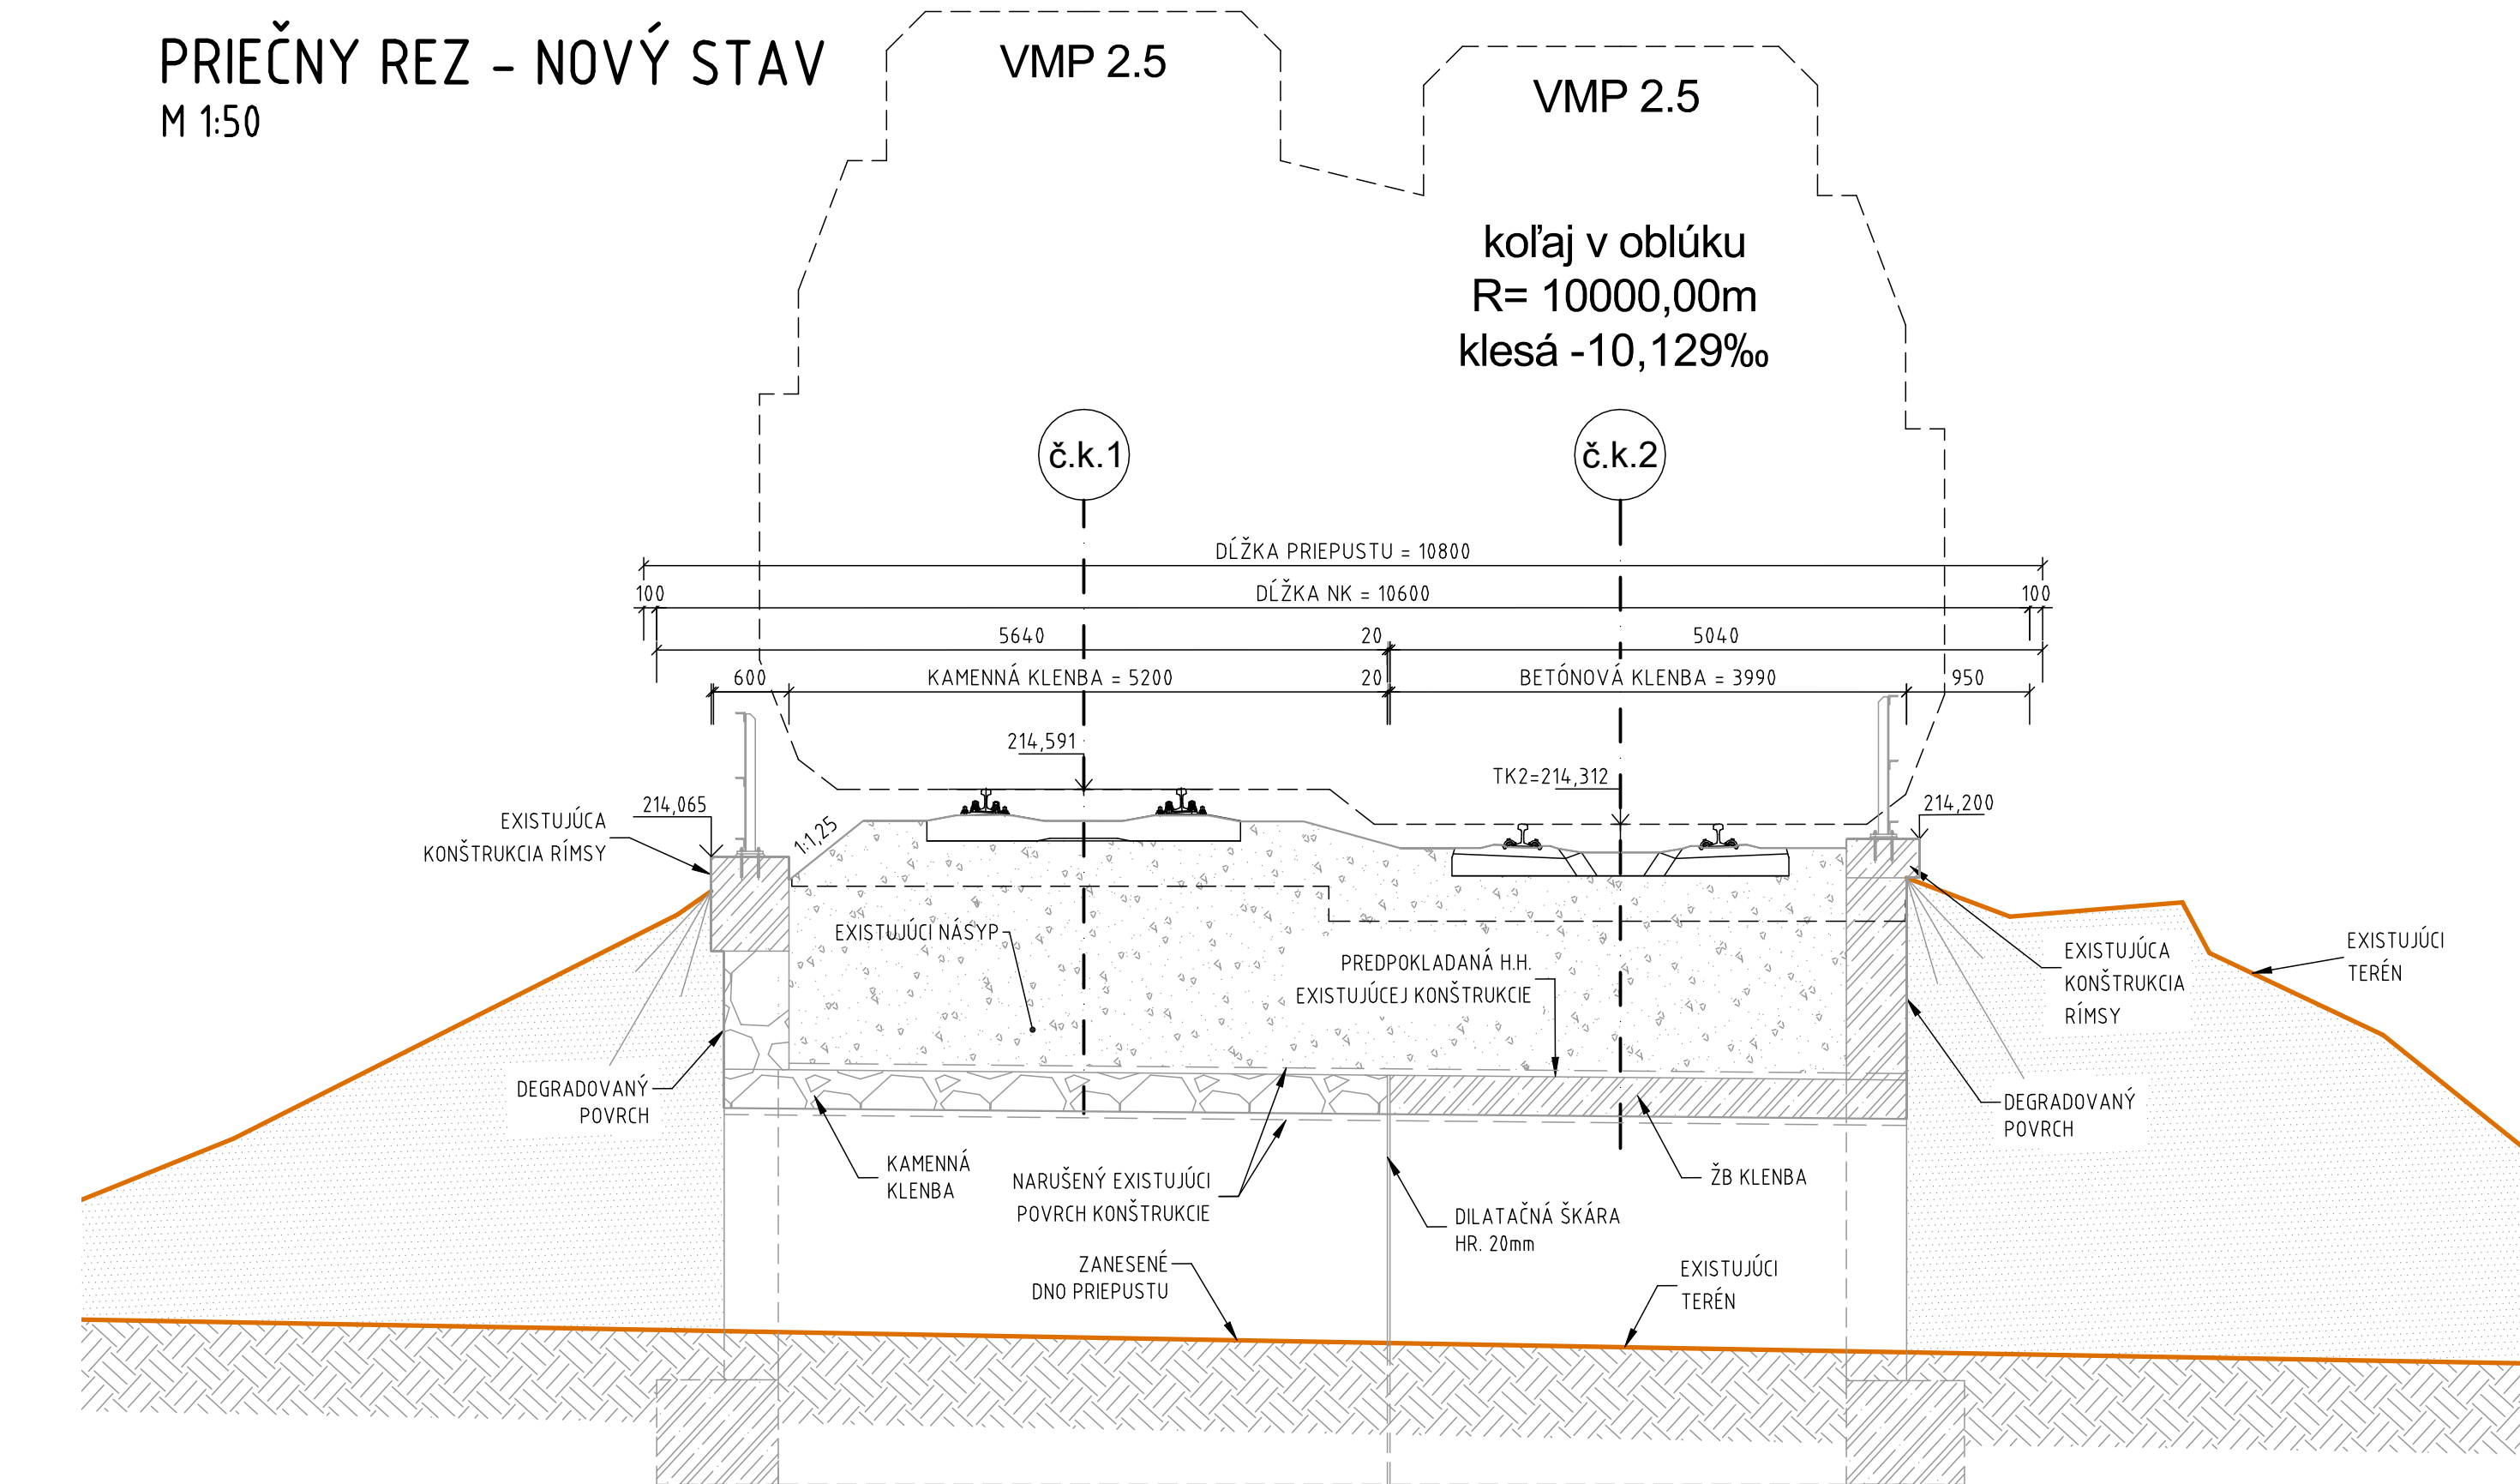 PRIEČNY REZ - NOVÝ STAV
M 1:50
VMP 2.5
VMP 2.5
koľaj v oblúku
R= 10000,00m
klesá -10,129‰
č.k.1
č.k.2
DĹŽKA PRIEPUSTU = 10800
100
DĹŽKA NK = 10600
100
5640
20
5040
600
KAMENNÁ KLENBA = 5200
20
BETÓNOVÁ KLENBA = 3990
950
214,591
TK2=214,312
214,065
214,200
1:1,25
EXISTUJÚCA
KONŠTRUKCIA RÍMSY
EXISTUJÚCI NÁSYP
PREDPOKLADANÁ H.H.
EXISTUJÚCEJ KONŠTRUKCIE
EXISTUJÚCA
KONŠTRUKCIA
RÍMSY
EXISTUJÚCI
TERÉN
DEGRADOVANÝ
POVRCH
DEGRADOVANÝ
POVRCH
KAMENNÁ
KLENBA
NARUŠENÝ EXISTUJÚCI
POVRCH KONŠTRUKCIE
ŽB KLENBA
DILATAČNÁ ŠKÁRA
HR. 20mm
ZANESENÉ
DNO PRIEPUSTU
EXISTUJÚCI
TERÉN